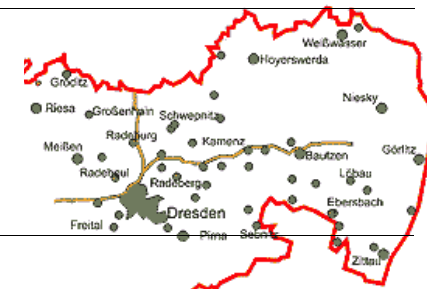 Weißwasser
Hoyerswerda
Gröditz
Niesky
Riesa
Großenhain
Schwepnitz
Radeburg
Kamenz
Meißen
Bautzen
Görlitz
Radebeul
Radeberg
Löbau
Ebersbach
Dresden
Freital
Pirna
Sebnitz
Zittau